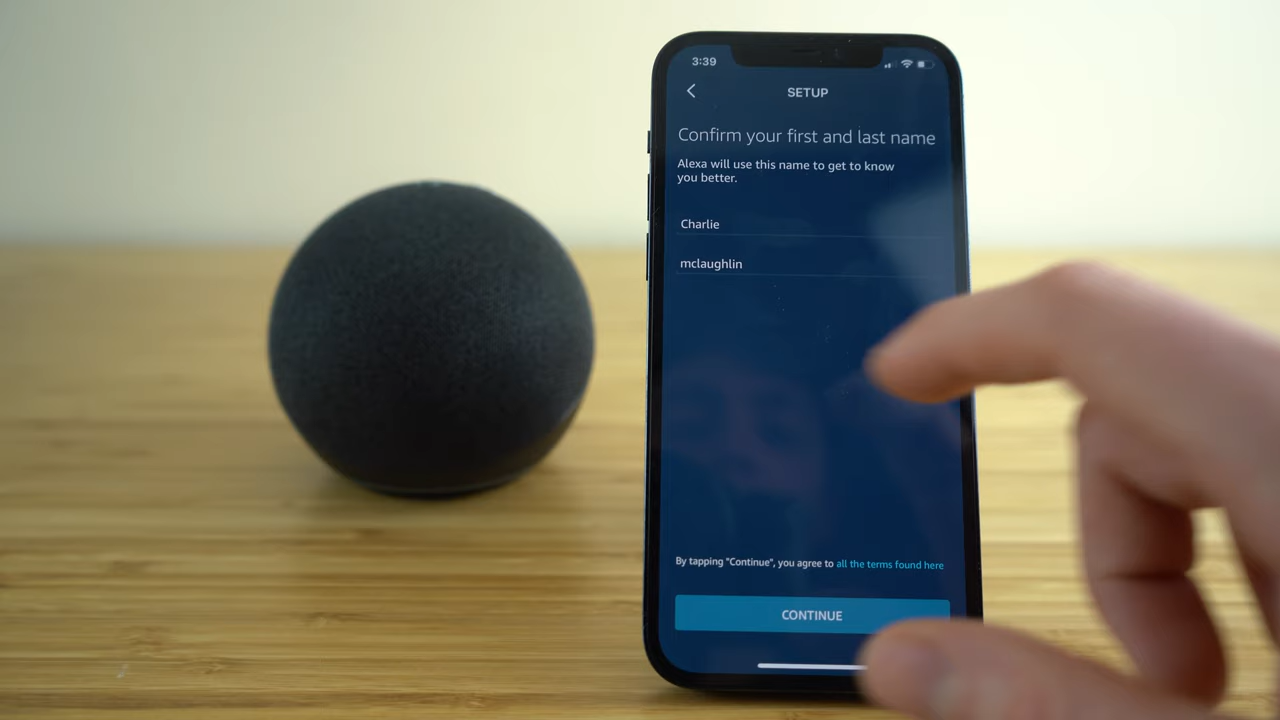 3:39
SETUP
Confirm your first and last name
Alexa will use this name to get to know
you better.
Charlie
mclaughlin
By tapping "Continue", you agree to all the terms found here
CONTINUE